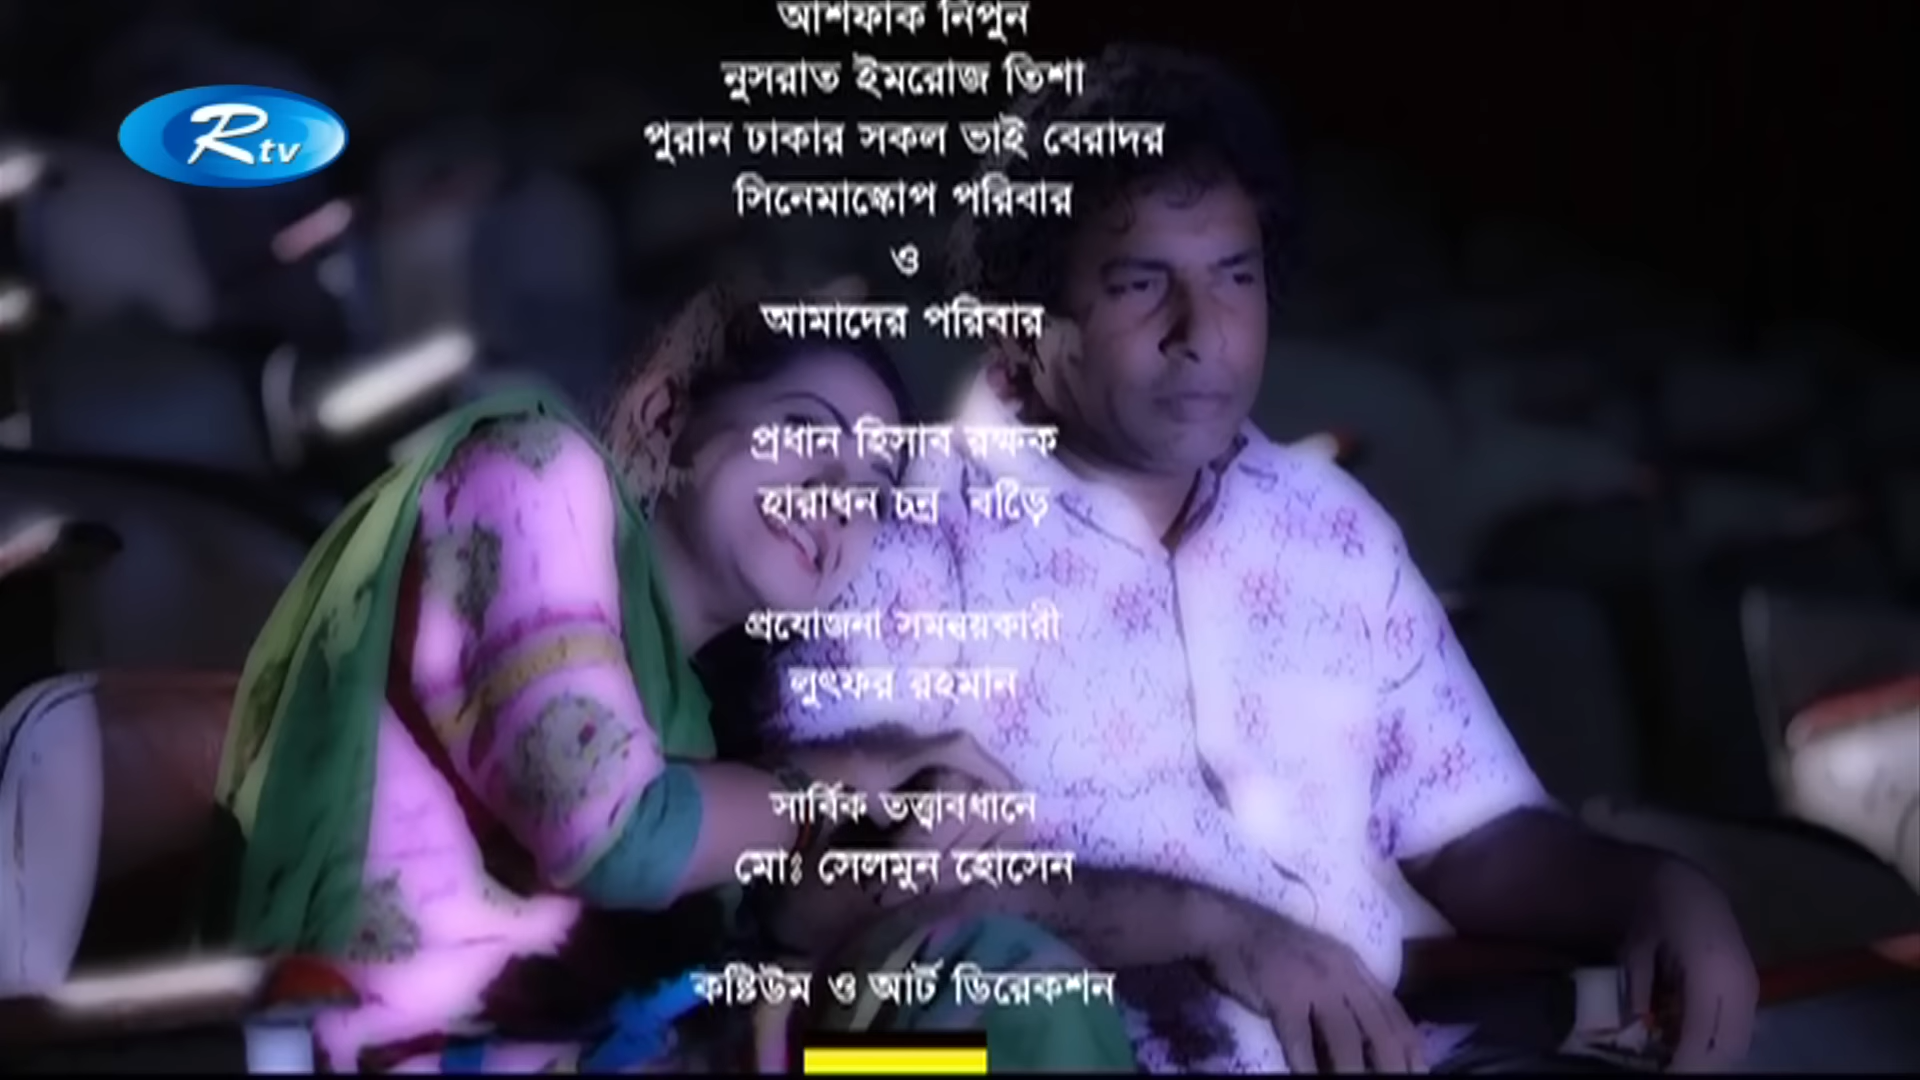 আশফাক নিপুন
নুসরাত ইমরোজ তিশা
Rtv
পুরান ঢাকার সকল ভাই বেরাদর
সিনেমাস্কোপ পরিবার
ও
আমাদের পরিবার
প্রধান হিসাব রক্ষক
হারাধন চন্র বাড়ৈ
প্রযোজনা সমন্বয়কারী
লুৎফর রহমান
সার্বিক তত্ত্বাবধানে
মোঃ সেলমুন হোসেন
কষ্টিউম ও আর্ট ডিরেকশন